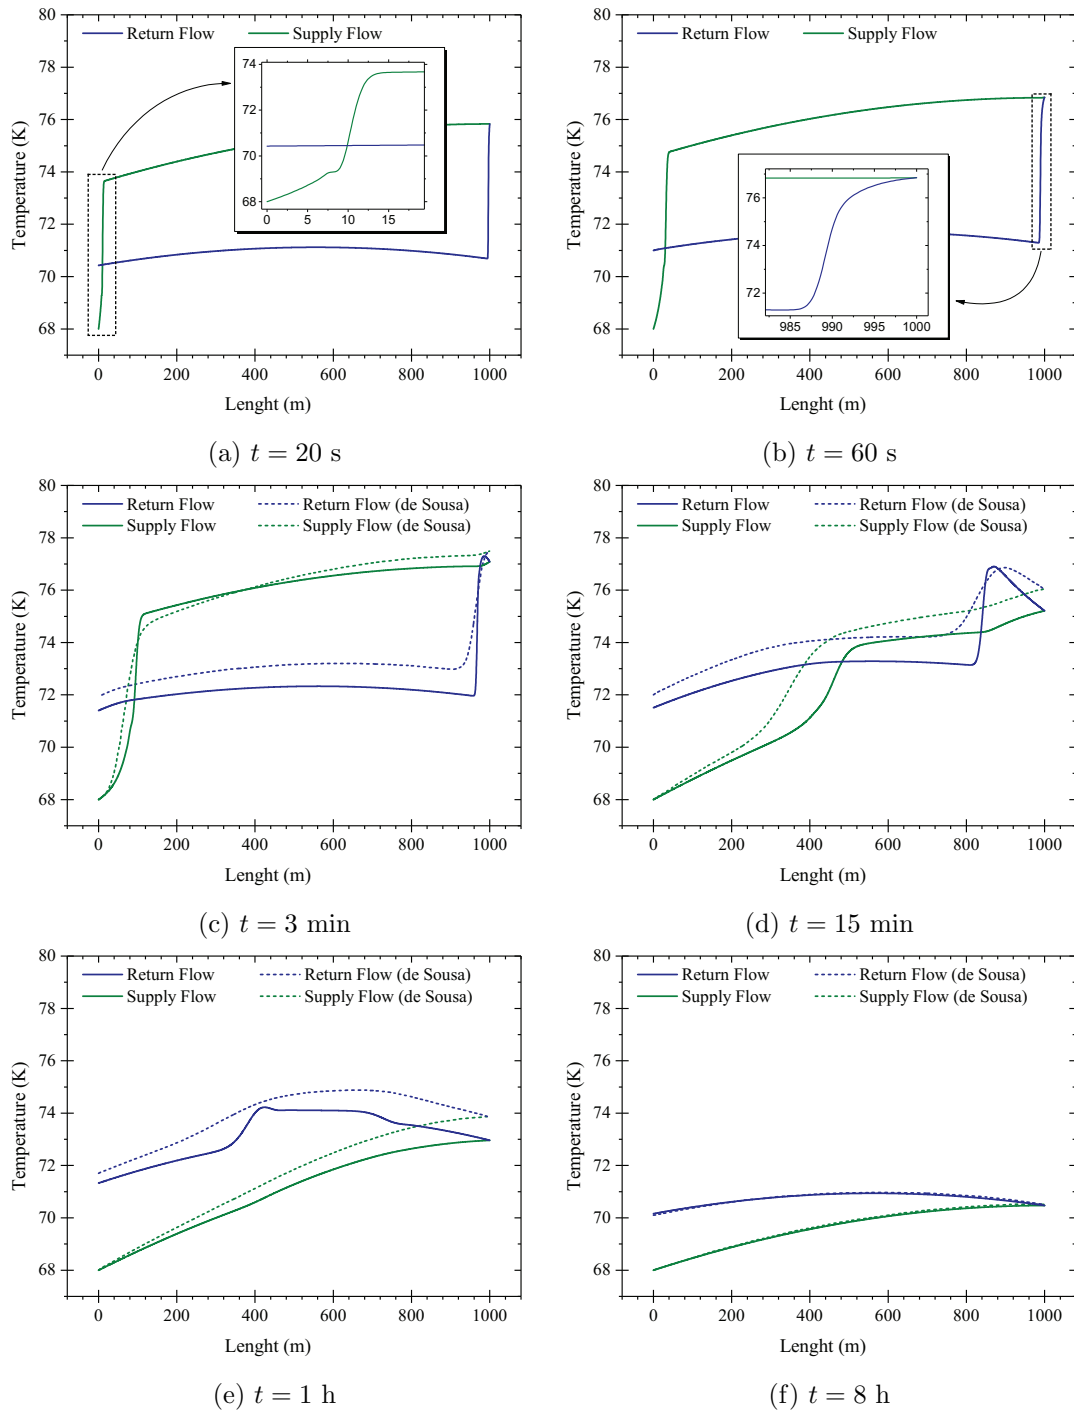 Return Flow Supply Flow
80
78
76
74
72
70
68
Temperature (K)
74
72
70
68
0 5 10 15
0 200 400 600 800 1000
Lenght (m)
(a) t = 20 s
Return Flow Supply Flow
80
78
76
74
72
70
68
Temperature (K)
76
74
72
985 990 995 1000
0 200 400 600 800 1000
Lenght (m)
(b) t = 60 s
Return Flow Return Flow (de Sousa)
Supply Flow Supply Flow (de Sousa)
80
78
76
74
72
70
68
Temperature (K)
0 200 400 600 800 1000
Lenght (m)
(c) t = 3 min
Return Flow Return Flow (de Sousa)
Supply Flow Supply Flow (de Sousa)
80
78
76
74
72
70
68
Temperature (K)
0 200 400 600 800 1000
Lenght (m)
(d) t = 15 min
Return Flow Return Flow (de Sousa)
Supply Flow Supply Flow (de Sousa)
80
78
76
74
72
70
68
Temperature (K)
0 200 400 600 800 1000
Lenght (m)
(e) t = 1 h
Return Flow Return Flow (de Sousa)
Supply Flow Supply Flow (de Sousa)
80
78
76
74
72
70
68
Temperature (K)
0 200 400 600 800 1000
Lenght (m)
(f) t = 8 h